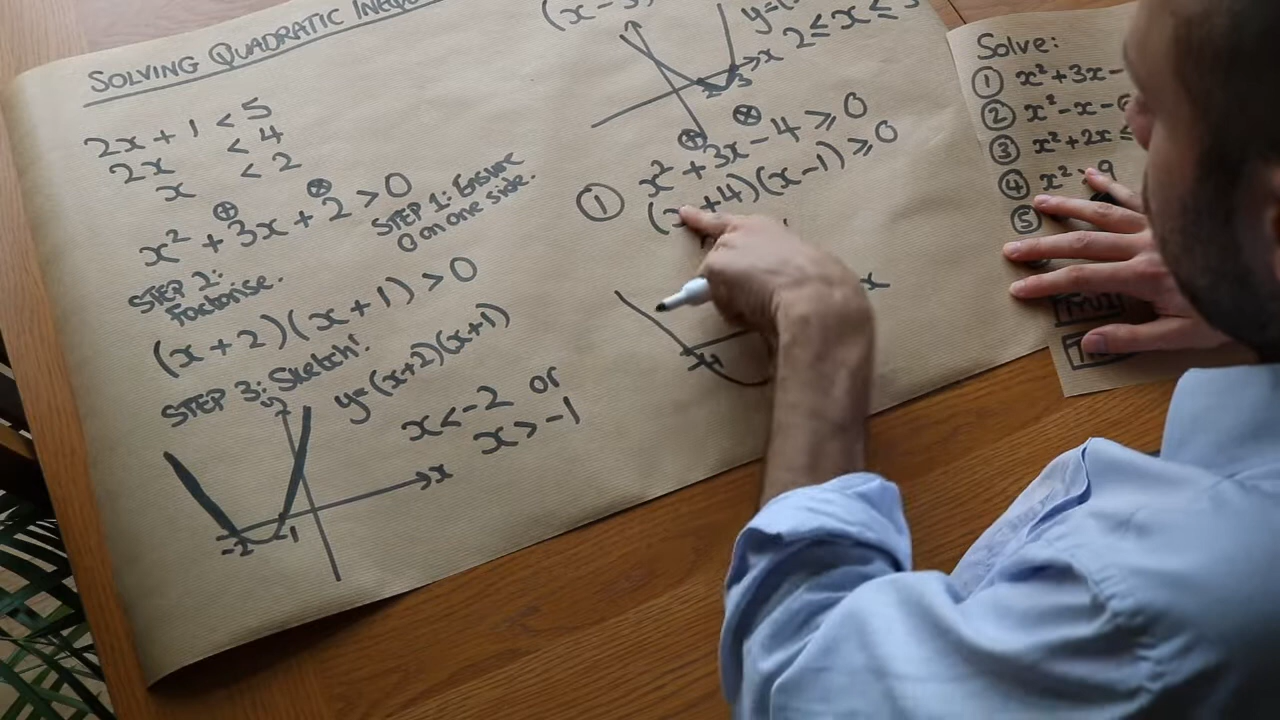 SOLVING QUADRATIC
2x + 1 < 5
2x < 4
x < 2
x² + 3x + 2 > 0
⊕ ⊗
STEP 1: Ensure
0 on one side.
STEP 2:
Factorise.
(x+2)(x+1) > 0
STEP 3: Sketch!
y=(x+2)(x+1)
y
x
-2 -1
x < -2 or
x > -1
2 ≤ x ≤ 3
x
2 3
⊕ ⊗
① x² + 3x - 4 ≥ 0
(x+4)(x-1) ≥ 0
x
-4
Solve:
① x² + 3x -
② x² - x -
③ x² + 2x ≤
④ x² - 9
⑤